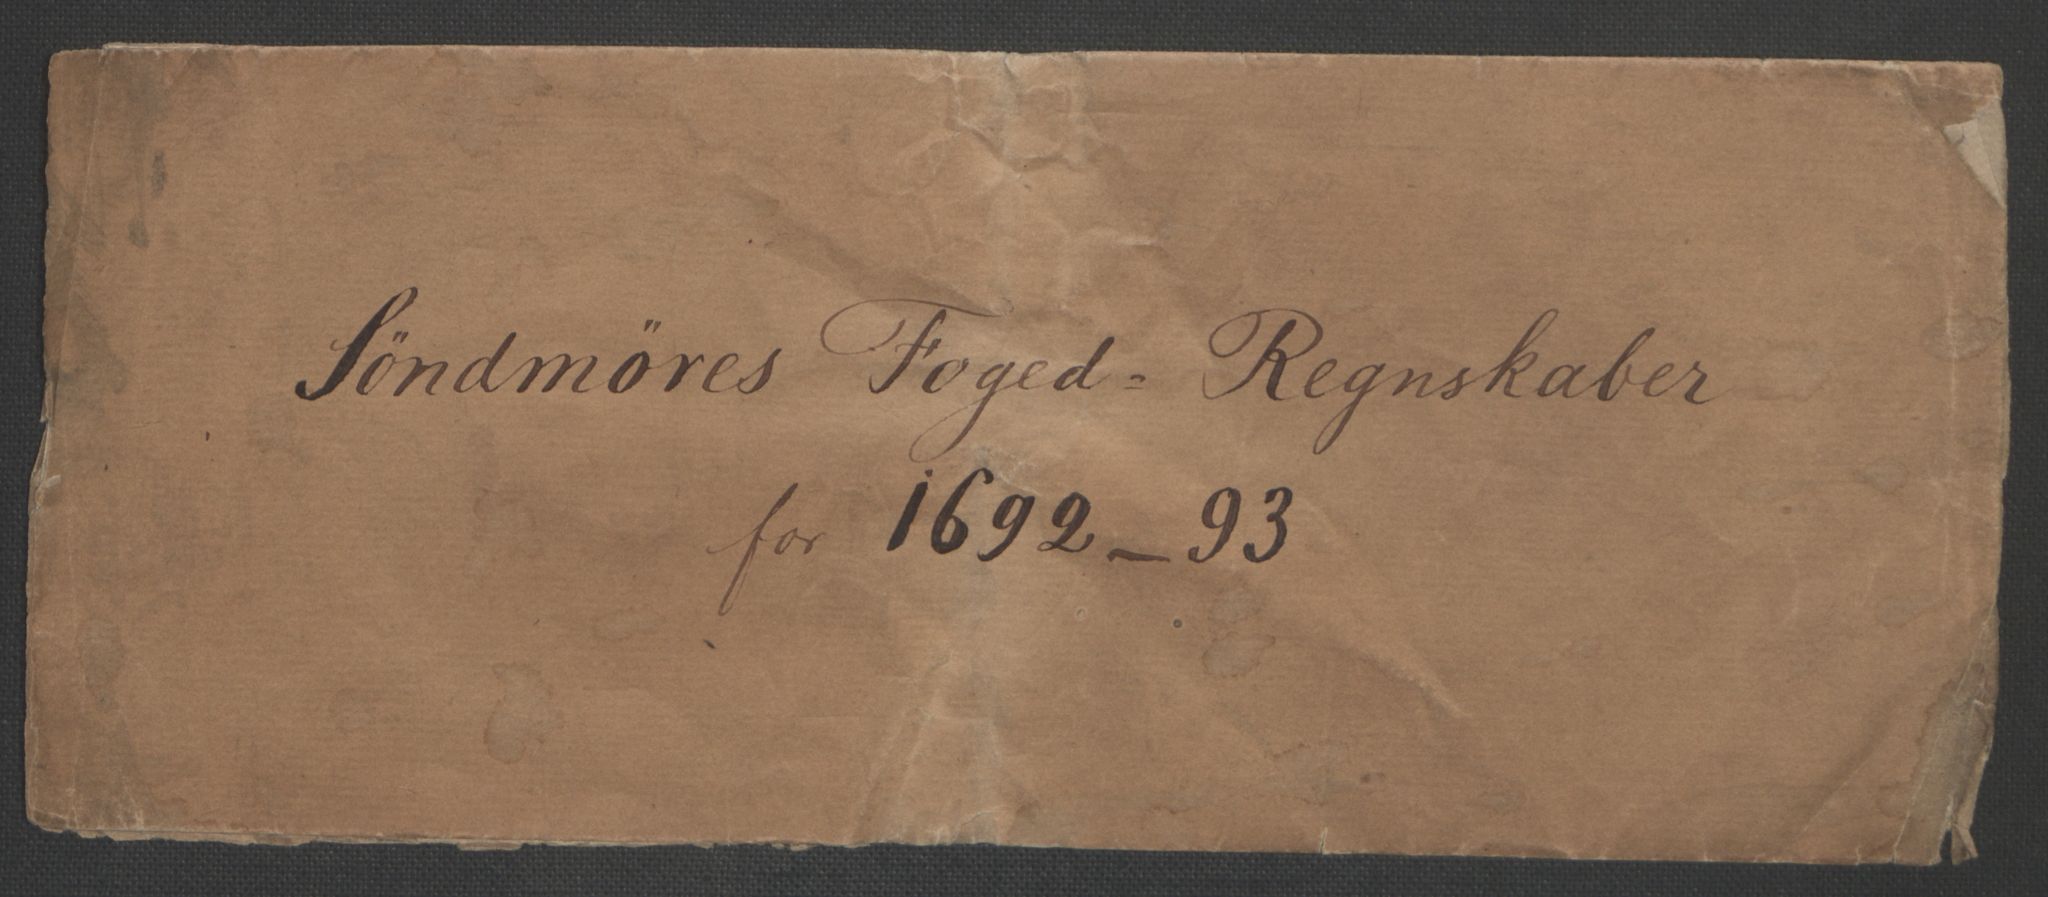 Söndmöres Foged= Regnskaber
for 1692_93